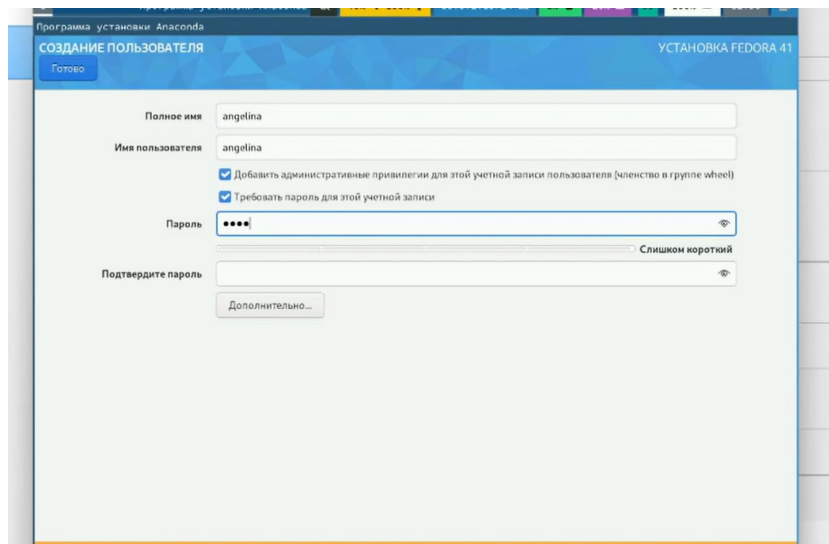 Программа установки Anaconda
СОЗДАНИЕ ПОЛЬЗОВАТЕЛЯ
УСТАНОВКА FEDORA 41
Готово
Полное имя
angelina
Имя пользователя
angelina
Добавить административные привилегии для этой учетной записи пользователя (членство в группе wheel)
Требовать пароль для этой учетной записи
Пароль
••••
Слишком короткий
Подтвердите пароль
Дополнительно...